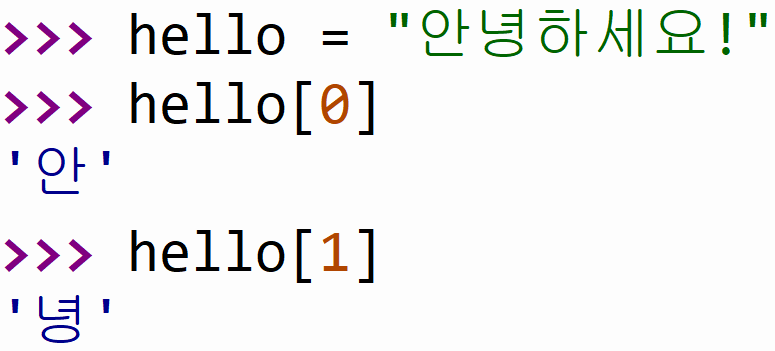 >>> hello = "안녕하세요!"
>>> hello[0]
'안'
>>> hello[1]
'녕'